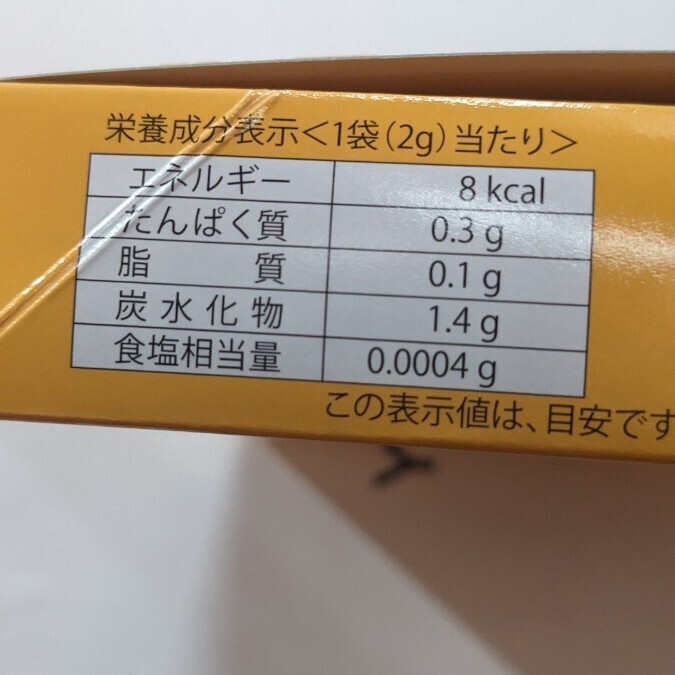 栄養成分表示<1袋(2g)当たり>
エネルギー 8 kcal
たんぱく質 0.3 g
脂質 0.1 g
炭水化物 1.4 g
食塩相当量 0.0004 g
この表示値は、目安です